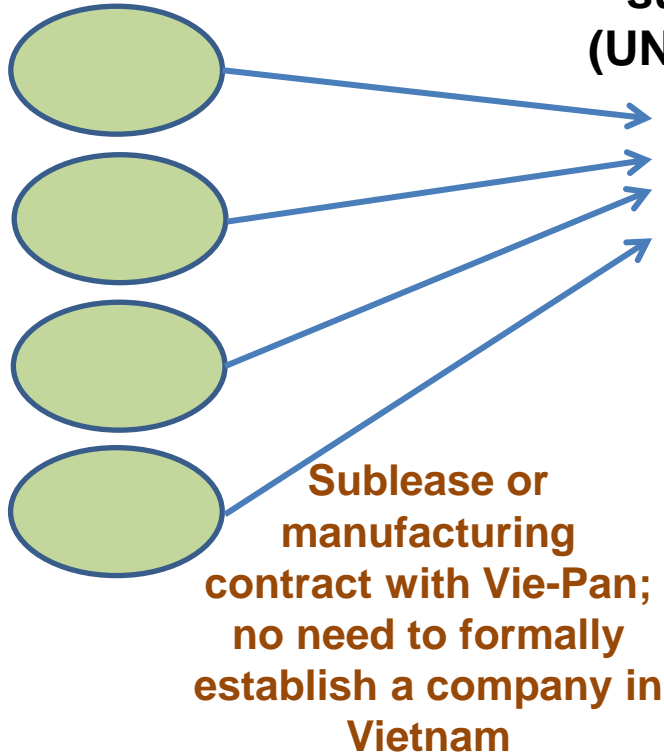 (UN
Sublease or
manufacturing
contract with Vie-Pan;
no need to formally
establish a company in
Vietnam